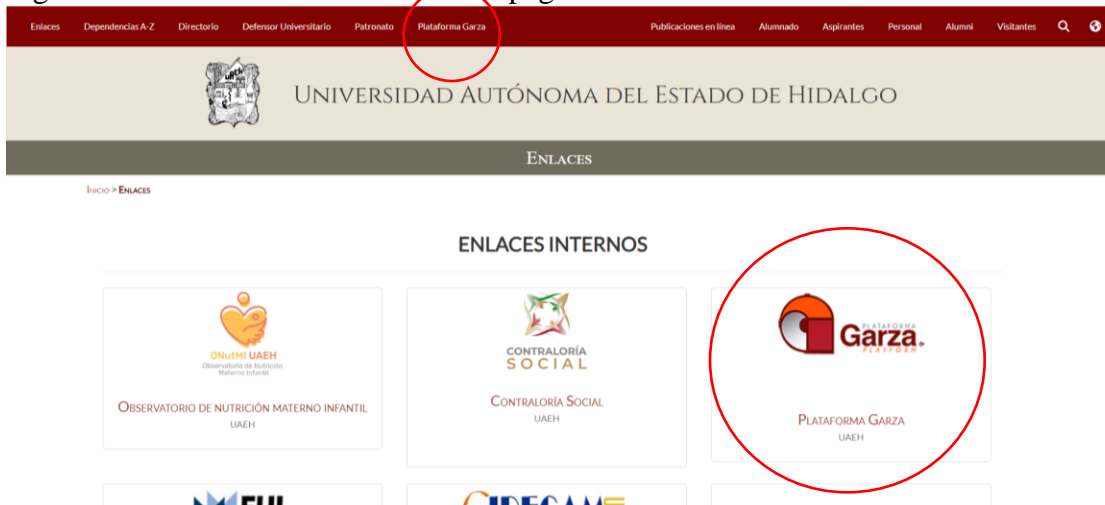 Enlaces Dependencias A-Z Directorio Defensor Universitario Patronato Plataforma Garza Publicaciones en línea Alumnado Aspirantes Personal Alumni Visitantes
Universidad Autónoma del Estado de Hidalgo
Enlaces
Inicio > Enlaces
ENLACES INTERNOS
ONutMI UAEH
Observatorio de Nutrición
Materno Infantil
Observatorio de nutrición materno infantil
UAEH
CONTRALORÍA
SOCIAL
Contraloría Social
UAEH
PLATAFORMA
Garza.
PLATFORM
Plataforma Garza
UAEH